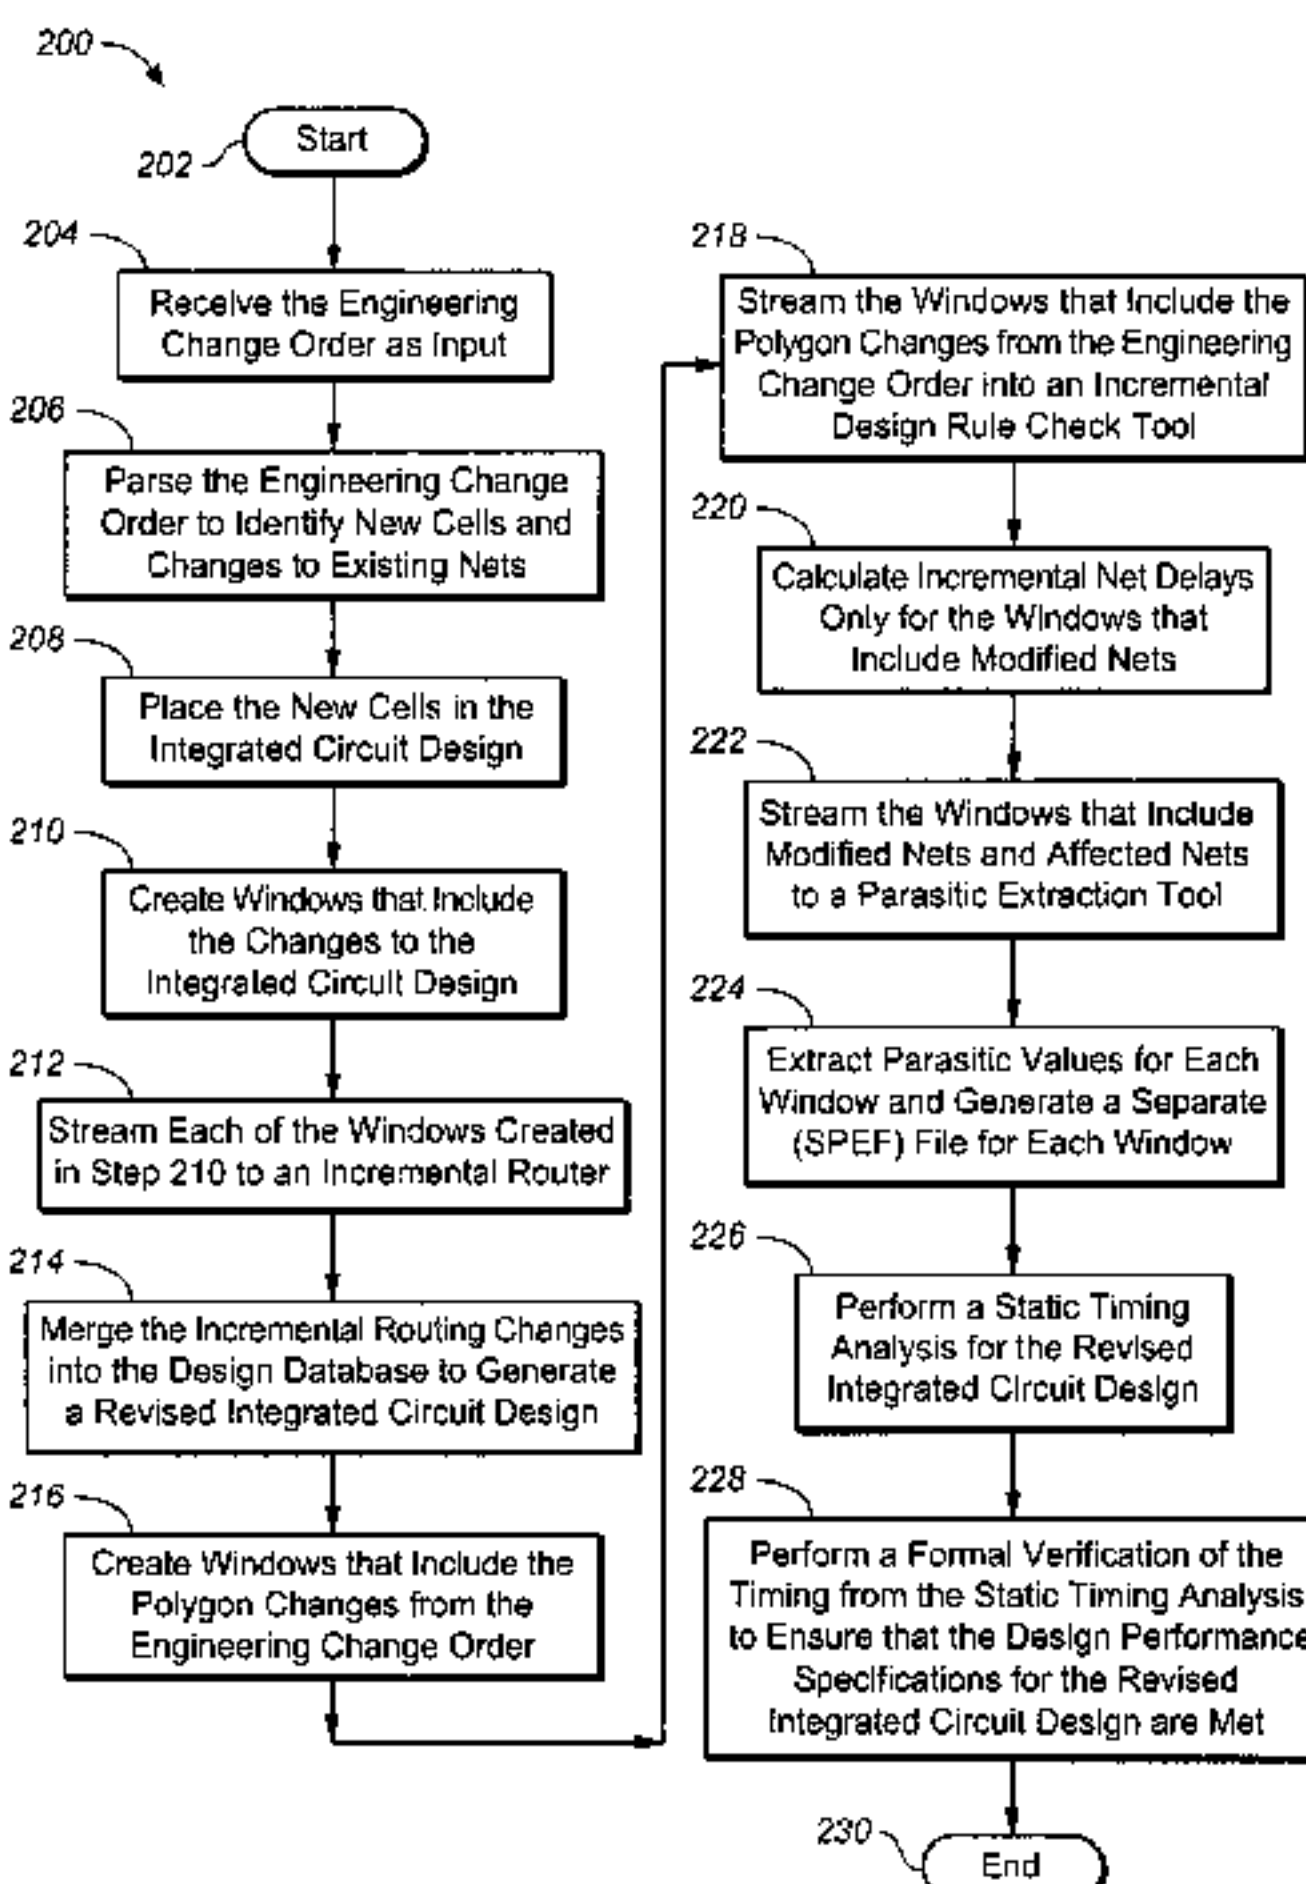 200
Start
202
204
Receive the Engineering
Change Order as Input
206
Parse the Engineering Change
Order to Identify New Cells and
Changes to Existing Nets
208
Place the New Cells in the
Integrated Circuit Design
210
Create Windows that Include
the Changes to the
Integrated Circuit Design
212
Stream Each of the Windows Created
in Step 210 to an Incremental Router
214
Merge the Incremental Routing Changes
into the Design Database to Generate
a Revised Integrated Circuit Design
216
Create Windows that Include the
Polygon Changes from the
Engineering Change Order
218
Stream the Windows that Include the
Polygon Changes from the Engineering
Change Order into an Incremental
Design Rule Check Tool
220
Calculate Incremental Net Delays
Only for the Windows that
Include Modified Nets
222
Stream the Windows that Include
Modified Nets and Affected Nets
to a Parasitic Extraction Tool
224
Extract Parasitic Values for Each
Window and Generate a Separate
(SPEF) File for Each Window
226
Perform a Static Timing
Analysis for the Revised
Integrated Circuit Design
228
Perform a Formal Verification of the
Timing from the Static Timing Analysis
to Ensure that the Design Performance
Specifications for the Revised
Integrated Circuit Design are Met
230
End